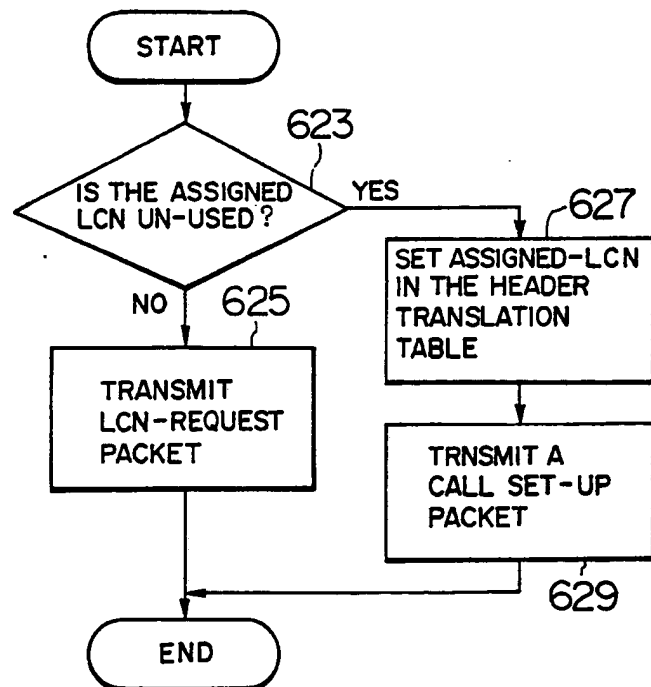 START
623
IS THE ASSIGNED
LCN UN-USED?
YES
NO
627
SET ASSIGNED-LCN
IN THE HEADER
TRANSLATION
TABLE
625
TRANSMIT
LCN-REQUEST
PACKET
TRNSMIT A
CALL SET-UP
PACKET
629
END